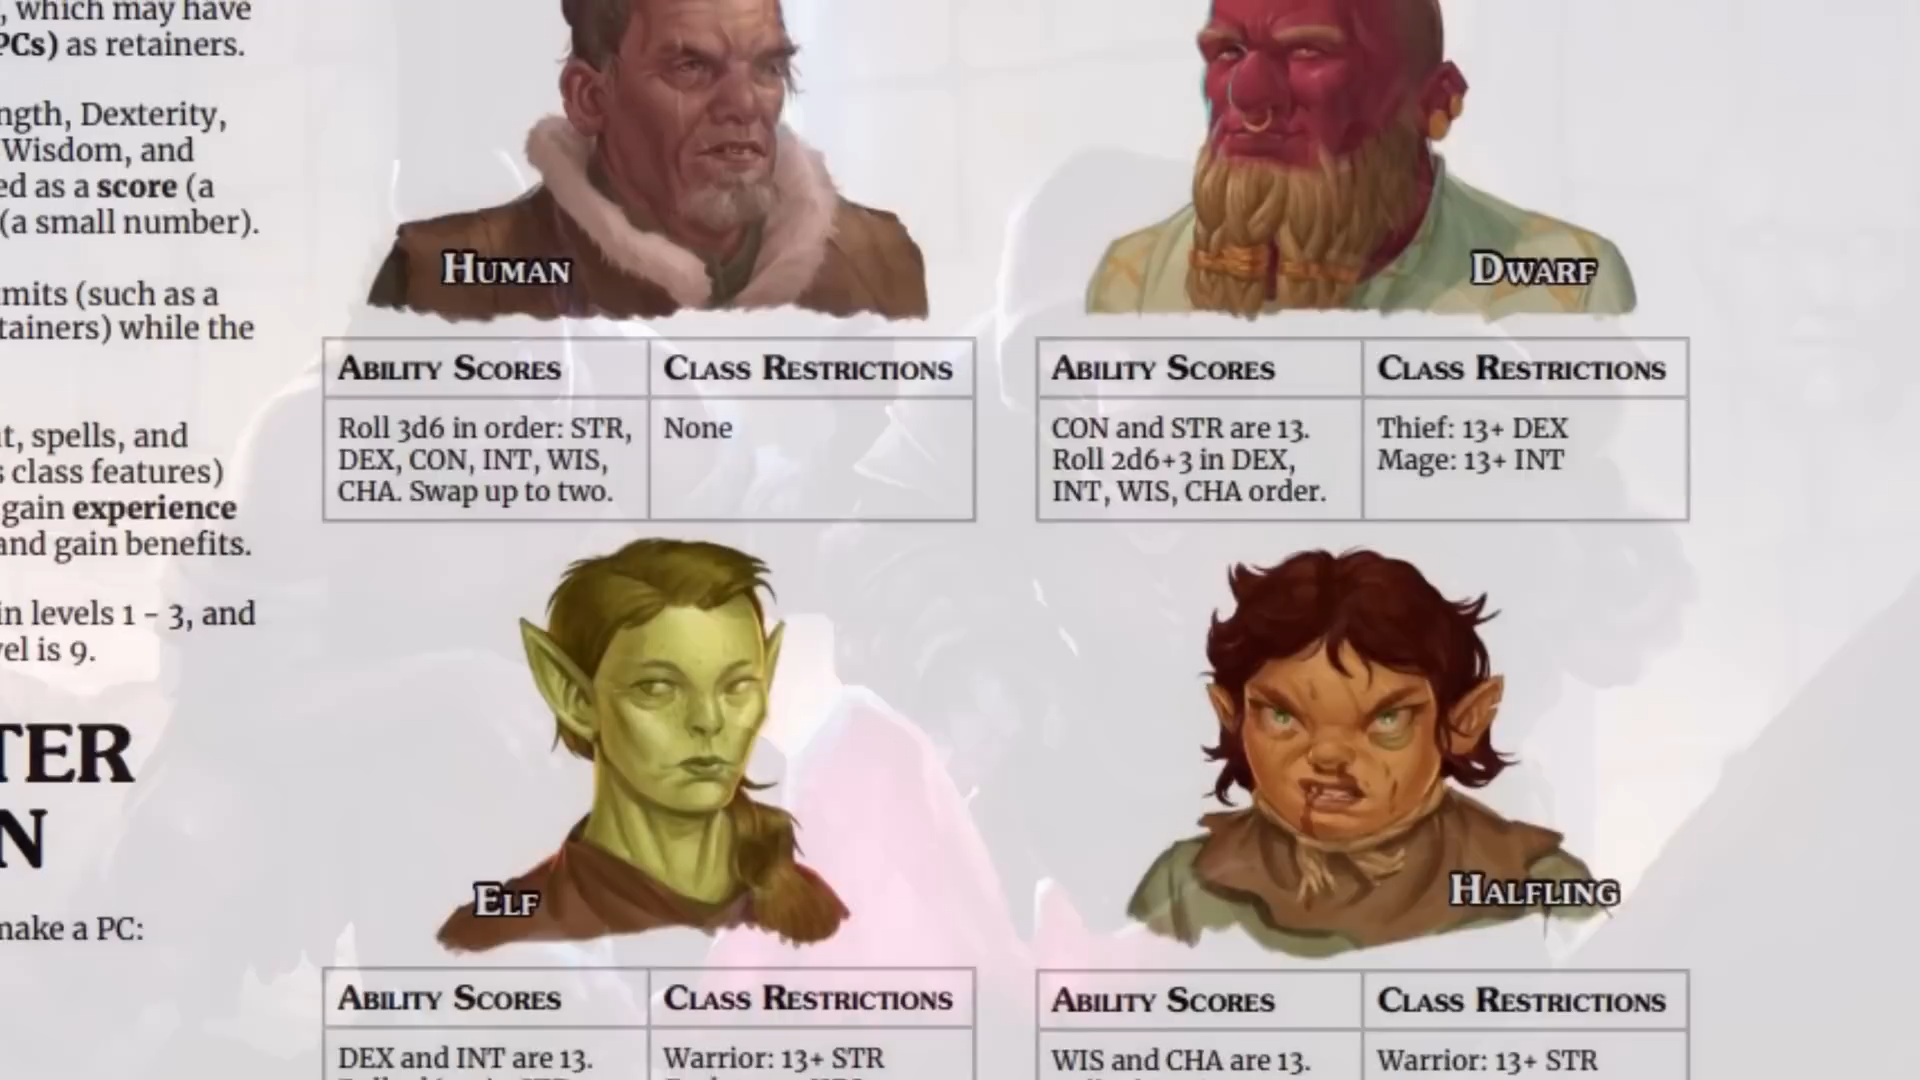 , which may have
PCs) as retainers.
ngth, Dexterity,
Wisdom, and
ed as a score (a
(a small number).
mits (such as a
tainers) while the
t, spells, and
s class features)
gain experience
and gain benefits.
in levels 1 – 3, and
vel is 9.
TER
N
make a PC:
HUMAN
ABILITY SCORES
CLASS RESTRICTIONS
Roll 3d6 in order: STR,
DEX, CON, INT, WIS,
CHA. Swap up to two.
None
DWARF
ABILITY SCORES
CLASS RESTRICTIONS
CON and STR are 13.
Roll 2d6+3 in DEX,
INT, WIS, CHA order.
Thief: 13+ DEX
Mage: 13+ INT
ELF
ABILITY SCORES
CLASS RESTRICTIONS
DEX and INT are 13.
Warrior: 13+ STR
HALFLING
ABILITY SCORES
CLASS RESTRICTIONS
WIS and CHA are 13.
Warrior: 13+ STR